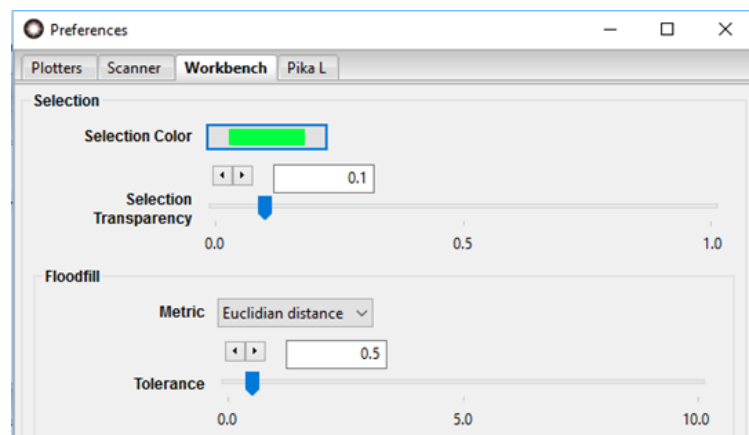 Preferences
Plotters Scanner Workbench Pika L
Selection
Selection Color
0.1
Selection
Transparency
0.0 0.5 1.0
Floodfill
Metric Euclidian distance
0.5
Tolerance
0.0 5.0 10.0